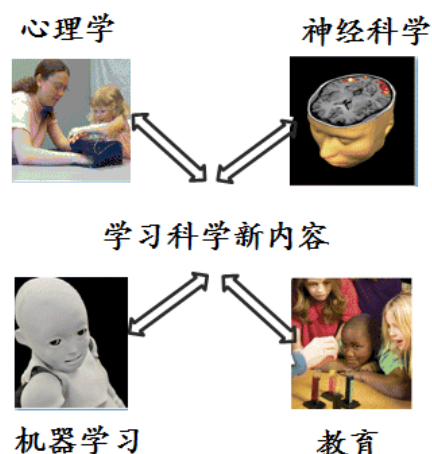 心理学
神经科学
学习科学新内容
机器学习
教育